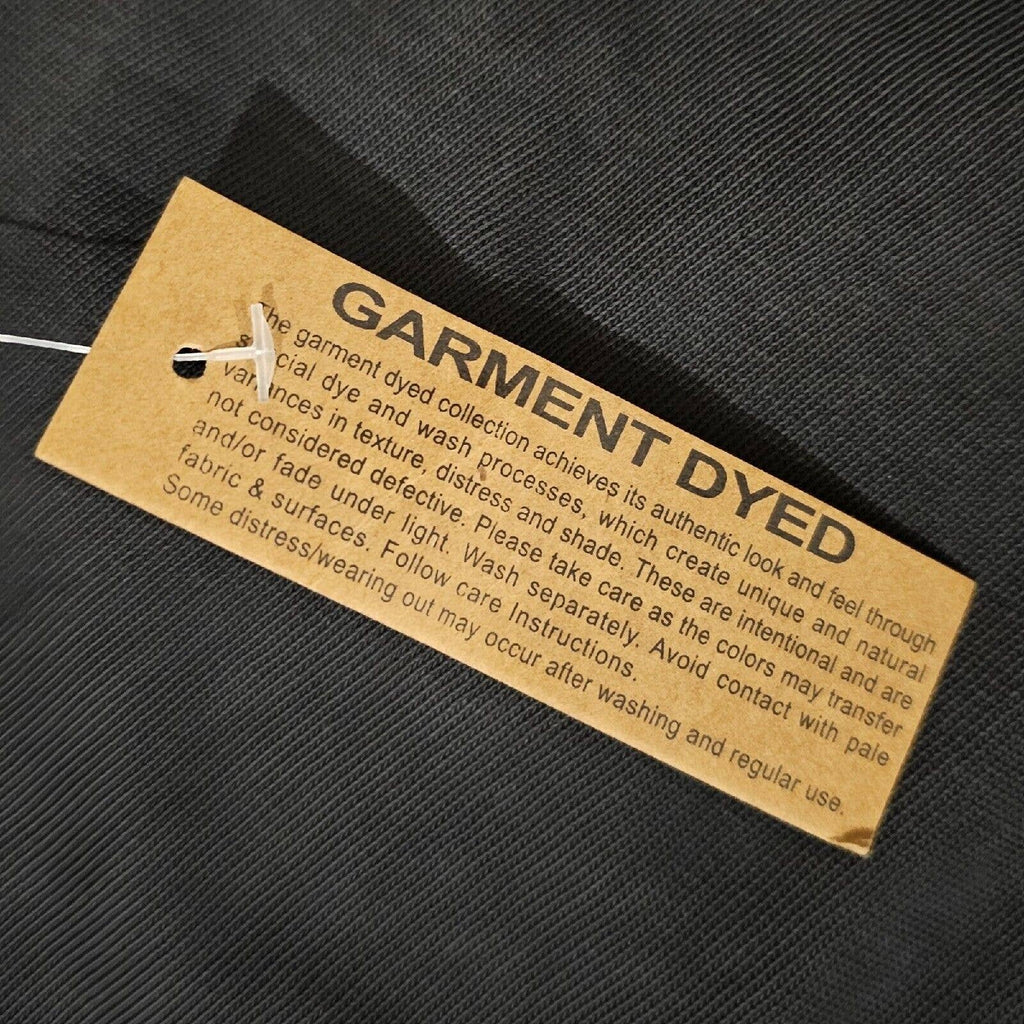 GARMENT DYED
The garment dyed collection achieves its authentic look and feel through
special dye and wash processes, which create unique and natural
variances in texture, distress and shade. These are intentional and are
not considered defective. Please take care as the colors may transfer
and/or fade under light. Wash separately. Avoid contact with pale
fabric & surfaces. Follow care Instructions.
Some distress/wearing out may occur after washing and regular use.